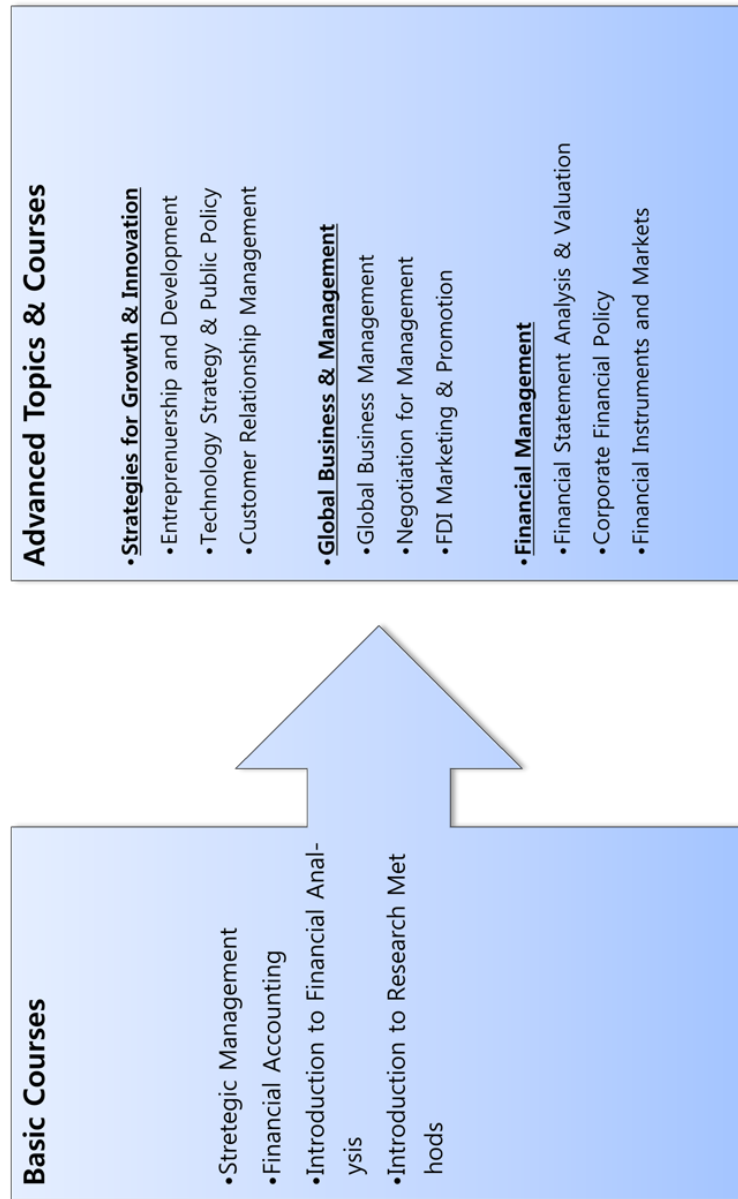 Basic Courses
•Stretegic Management
•Financial Accounting
•Introduction to Financial Anal-
ysis
•Introduction to Research Met
hods
Advanced Topics & Courses
•Strategies for Growth & Innovation
•Entreprenuership and Development
•Technology Strategy & Public Policy
•Customer Relationship Management
•Global Business & Management
•Global Business Management
•Negotiation for Management
•FDI Marketing & Promotion
•Financial Management
•Financial Statement Analysis & Valuation
•Corporate Financial Policy
•Financial Instruments and Markets